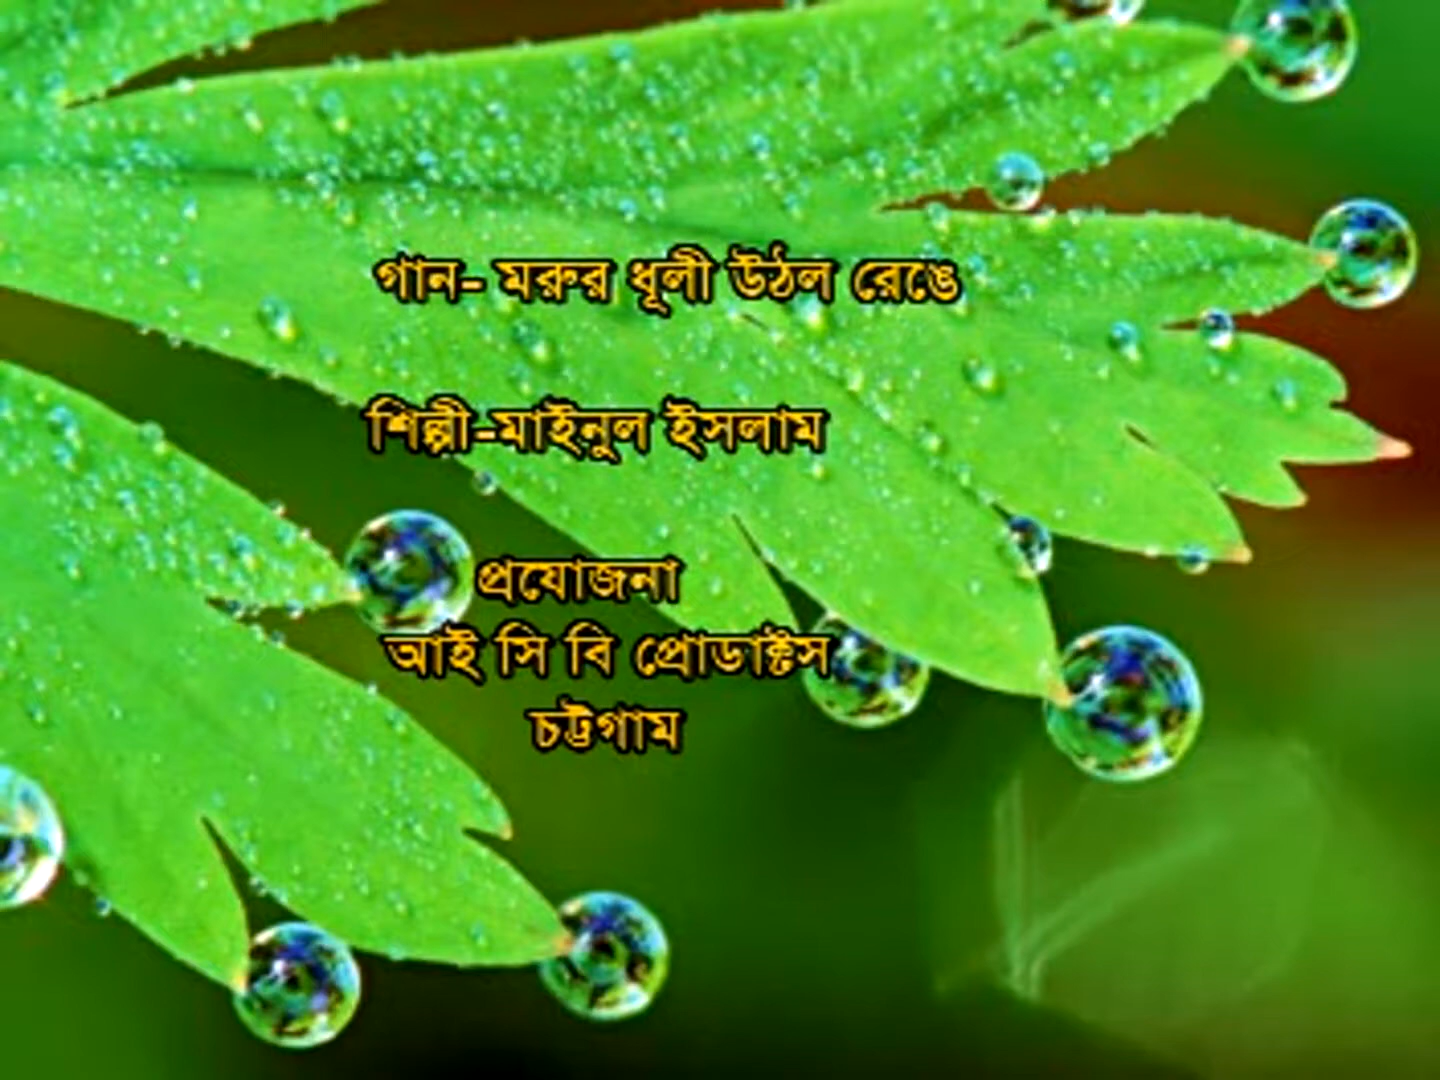 গান- মরুর ধূলী উঠল রেঙে
শিল্পী-মাইনুল ইসলাম
প্রযোজনা
আই সি বি প্রোডাক্টস
চট্টগাম